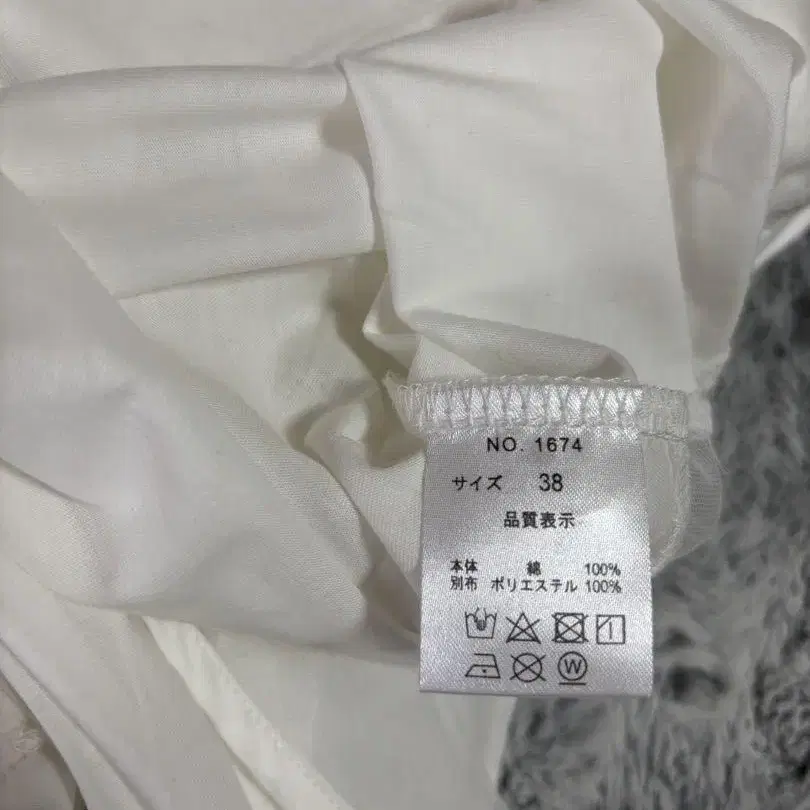 NO. 1674
サイズ 38
品質表示
本体 綿 100%
別布 ポリエステル 100%
W